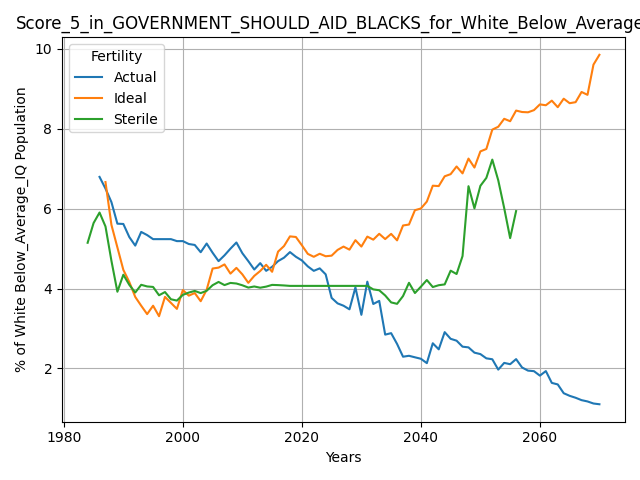 Score_5_in_GOVERNMENT_SHOULD_AID_BLACKS_for_White_Below_Average
Fertility
Actual
Ideal
Sterile
% of White Below_Average_IQ Population
10
8
6
4
2
1980
2000
2020
2040
2060
Years